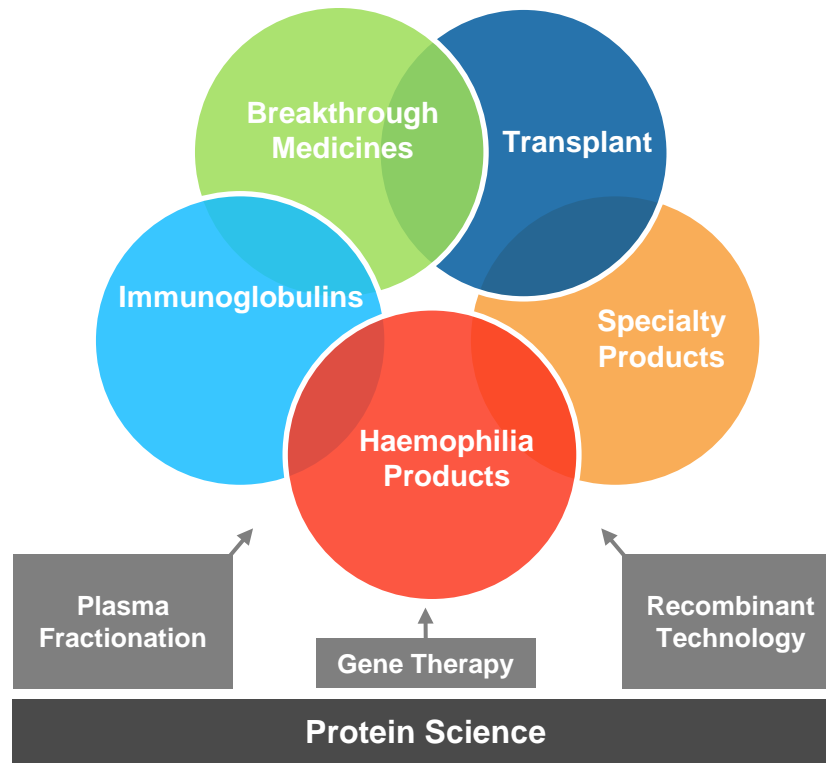 Breakthrough
Medicines
Transplant
Immunoglobulins
Specialty
Products
Haemophilia
Products
Plasma
Fractionation
Gene Therapy
Recombinant
Technology
Protein Science